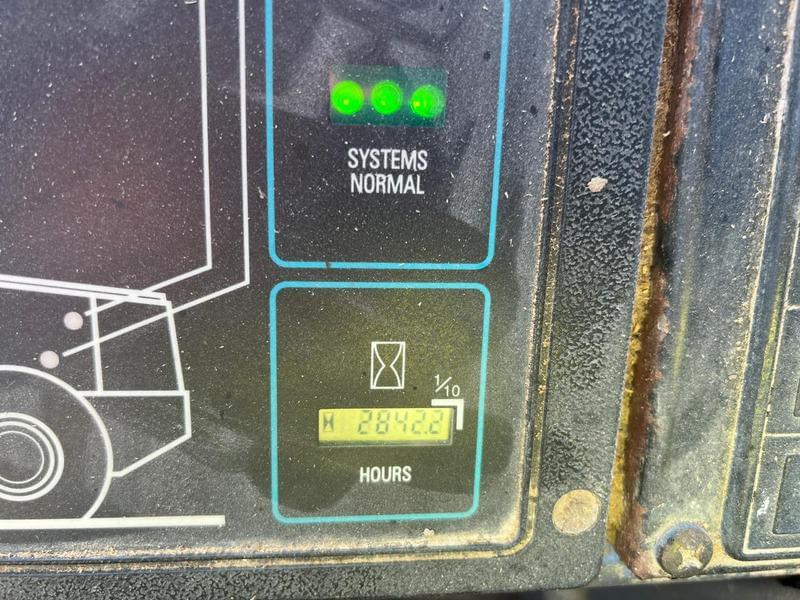 SYSTEMS
NORMAL
1/10
2842.2
HOURS